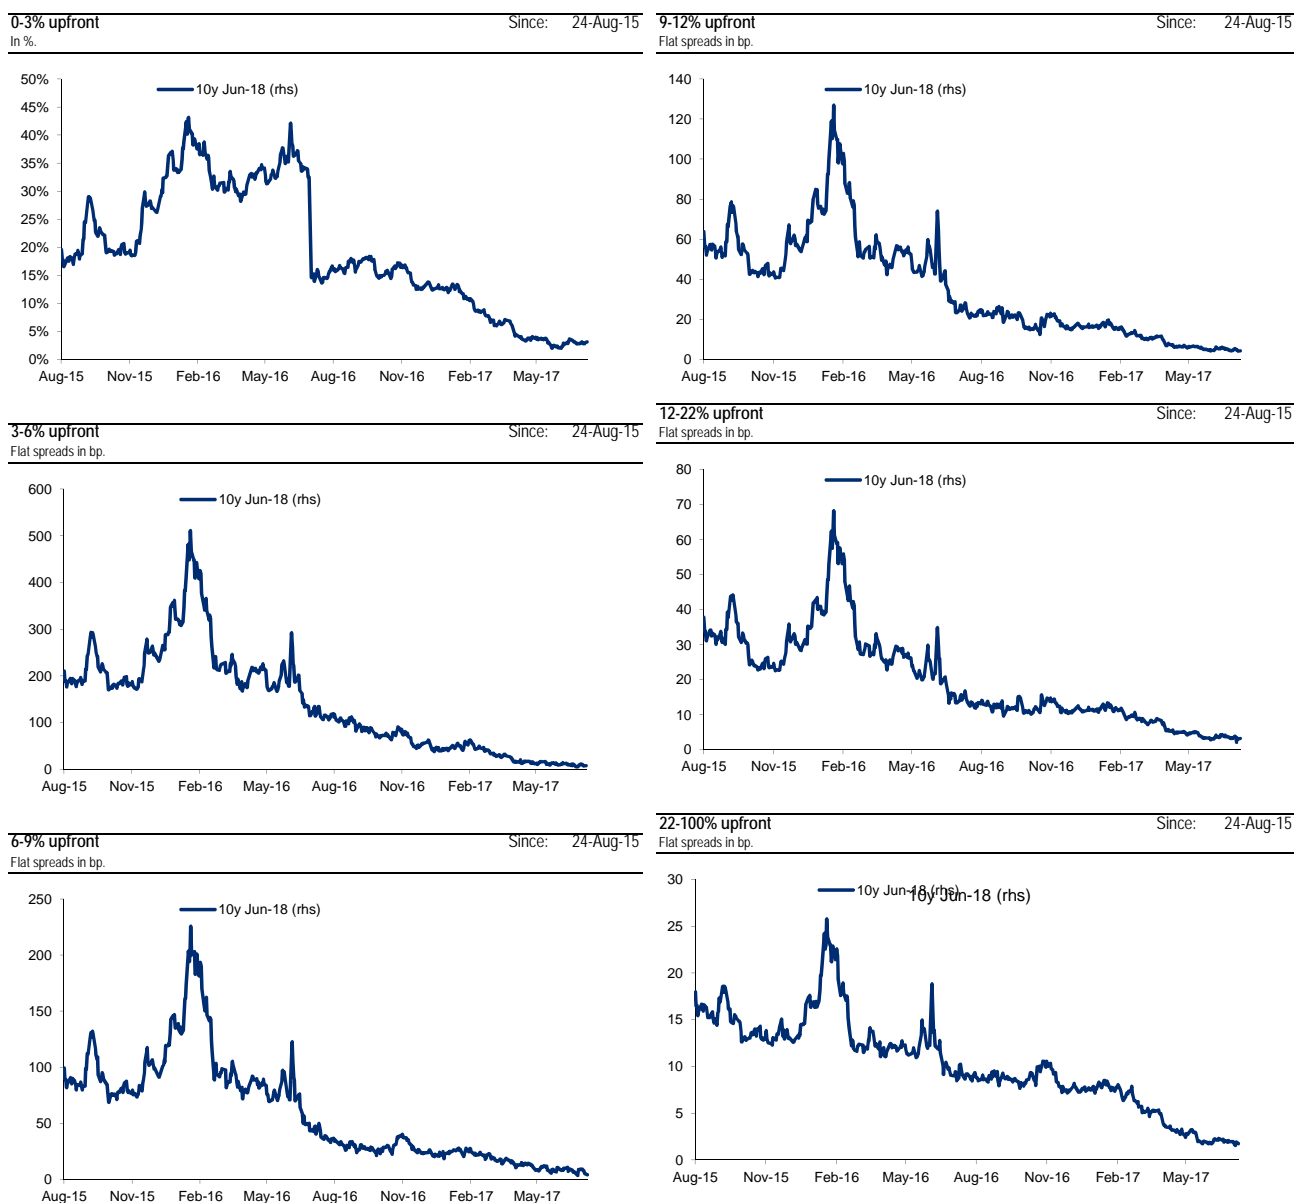 0-3% upfront Since: 24-Aug-15
In %.
10y Jun-18 (rhs)
50%
45%
40%
35%
30%
25%
20%
15%
10%
5%
0%
Aug-15 Nov-15 Feb-16 May-16 Aug-16 Nov-16 Feb-17 May-17
3-6% upfront Since: 24-Aug-15
Flat spreads in bp.
10y Jun-18 (rhs)
600
500
400
300
200
100
0
Aug-15 Nov-15 Feb-16 May-16 Aug-16 Nov-16 Feb-17 May-17
6-9% upfront Since: 24-Aug-15
Flat spreads in bp.
10y Jun-18 (rhs)
250
200
150
100
50
0
Aug-15 Nov-15 Feb-16 May-16 Aug-16 Nov-16 Feb-17 May-17
9-12% upfront Since: 24-Aug-15
Flat spreads in bp.
10y Jun-18 (rhs)
140
120
100
80
60
40
20
0
Aug-15 Nov-15 Feb-16 May-16 Aug-16 Nov-16 Feb-17 May-17
12-22% upfront Since: 24-Aug-15
Flat spreads in bp.
10y Jun-18 (rhs)
80
70
60
50
40
30
20
10
0
Aug-15 Nov-15 Feb-16 May-16 Aug-16 Nov-16 Feb-17 May-17
22-100% upfront Since: 24-Aug-15
Flat spreads in bp.
10y Jun-18 (rhs)
10y Jun-18 (rhs)
30
25
20
15
10
5
0
Aug-15 Nov-15 Feb-16 May-16 Aug-16 Nov-16 Feb-17 May-17